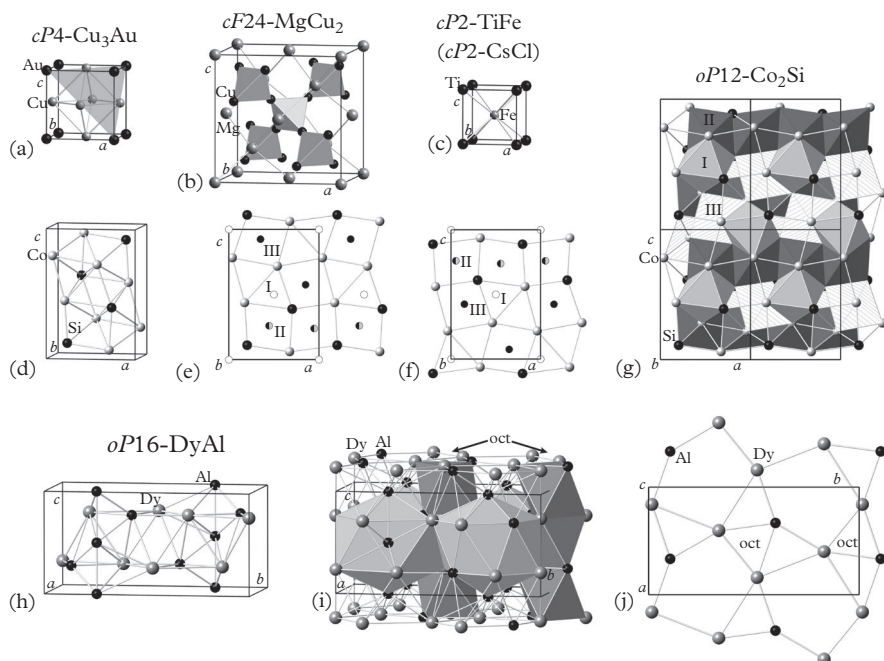 cP4-Cu₃Au
cF24-MgCu₂
cP2-TiFe
(cP2-CsCl)
oP12-Co₂Si
Au
c
Cu
b
a
(a)
c
Cu
Mg
b
a
(b)
Ti
c
Fe
b
a
(c)
II
I
III
c
Co
Si
b
a
(g)
c
Co
Si
b
a
(d)
c
III
I
II
b
a
(e)
c
II
I
III
b
a
(f)
oP16-DyAl
Al
c
Dy
a
b
(h)
Dy Al
oct
c
a
b
(i)
Al
Dy
c
b
oct
oct
a
(j)